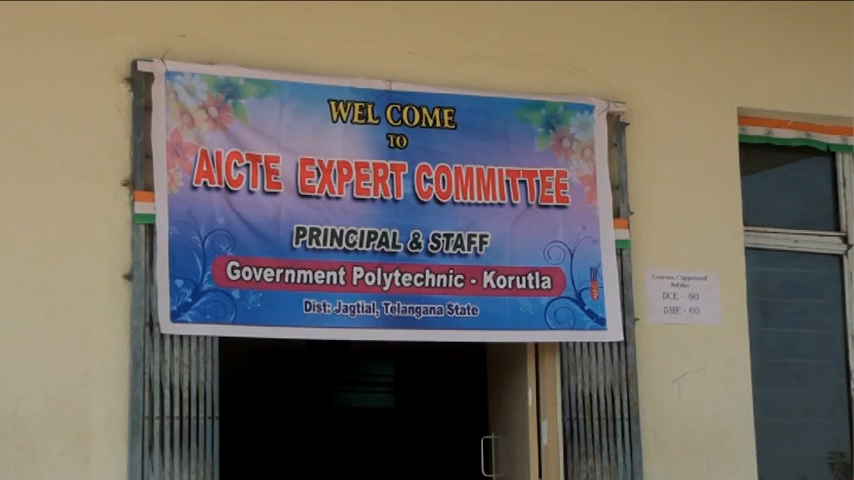 WEL COME
TO
AICTE EXPERT COMMITTEE
PRINCIPAL & STAFF
Government Polytechnic - Korutla
Dist: Jagtial, Telangana State
Courses / Approved
Intake
DCE - 60
DME - 60